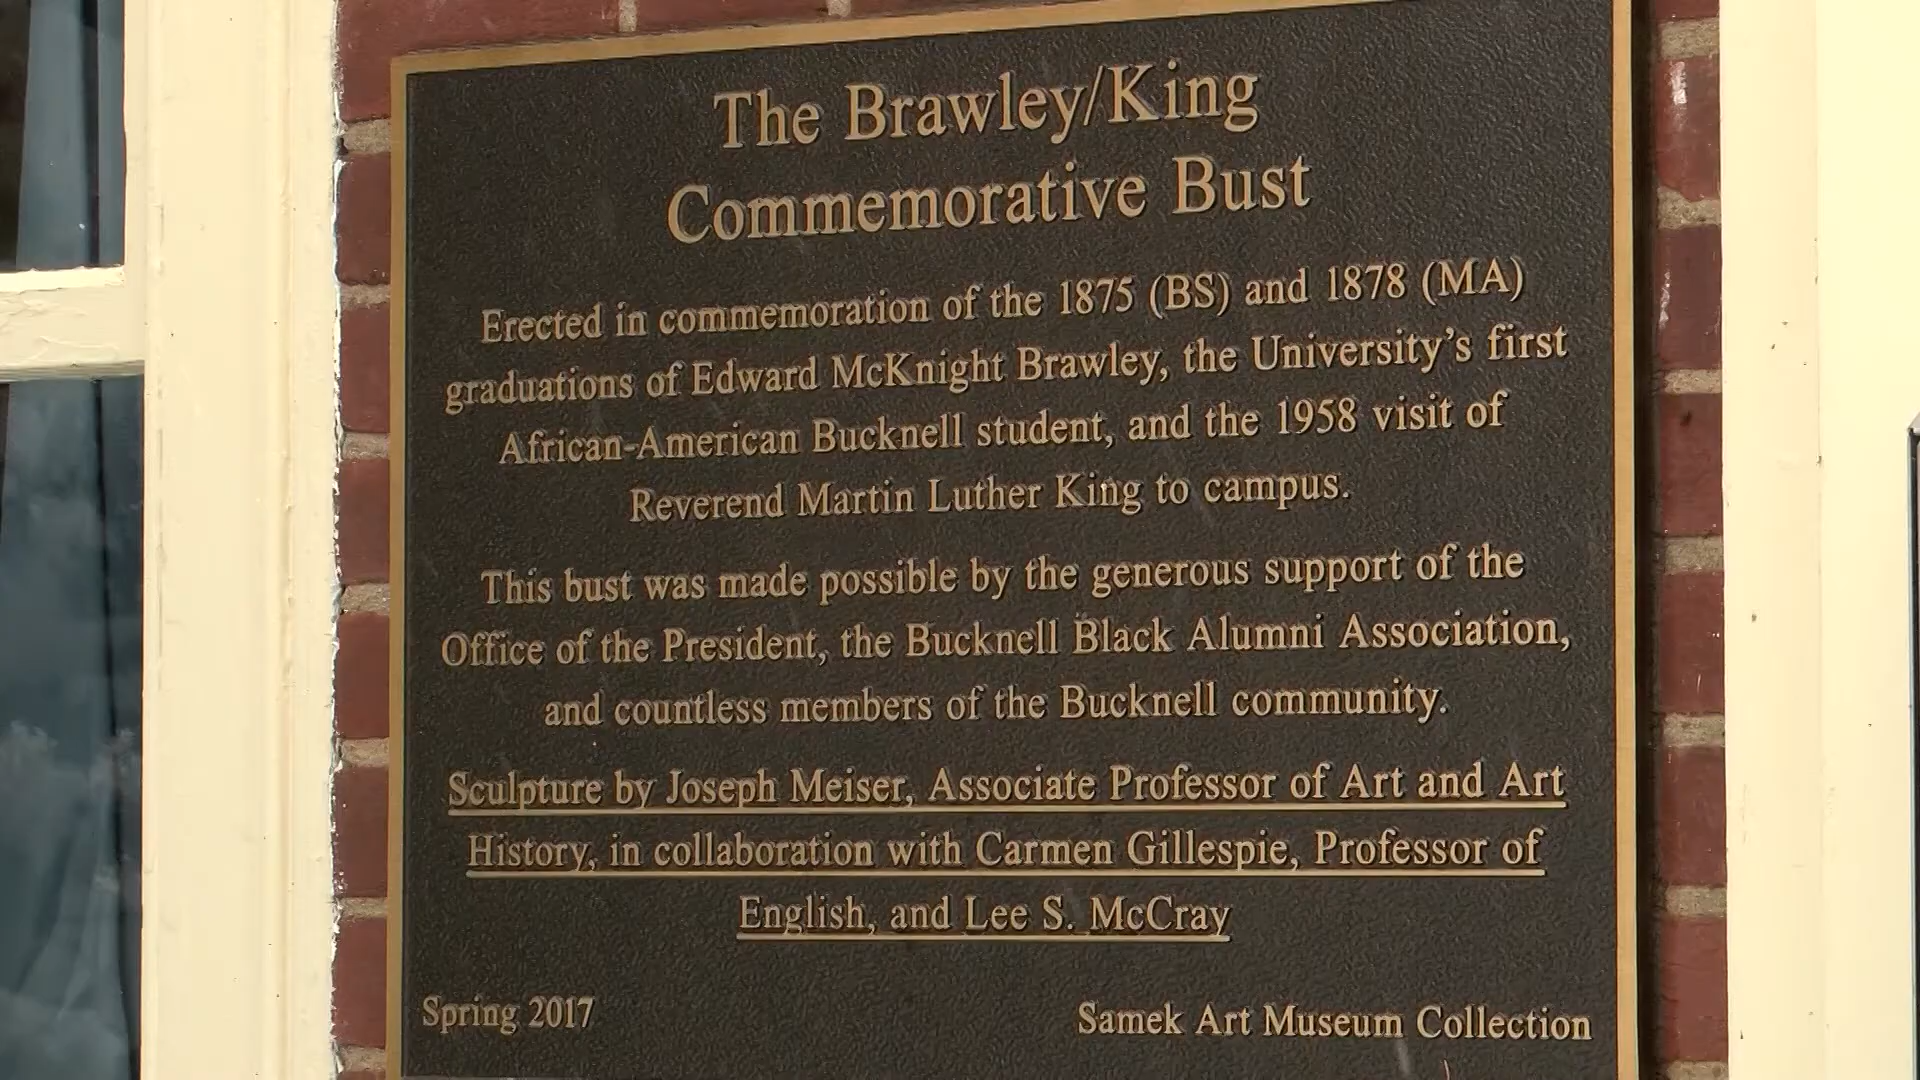 The Brawley/King
Commemorative Bust
Erected in commemoration of the 1875 (BS) and 1878 (MA)
graduations of Edward McKnight Brawley, the University's first
African-American Bucknell student, and the 1958 visit of
Reverend Martin Luther King to campus.
This bust was made possible by the generous support of the
Office of the President, the Bucknell Black Alumni Association,
and countless members of the Bucknell community.
Sculpture by Joseph Meiser, Associate Professor of Art and Art
History, in collaboration with Carmen Gillespie, Professor of
English, and Lee S. McCray
Spring 2017
Samek Art Museum Collection